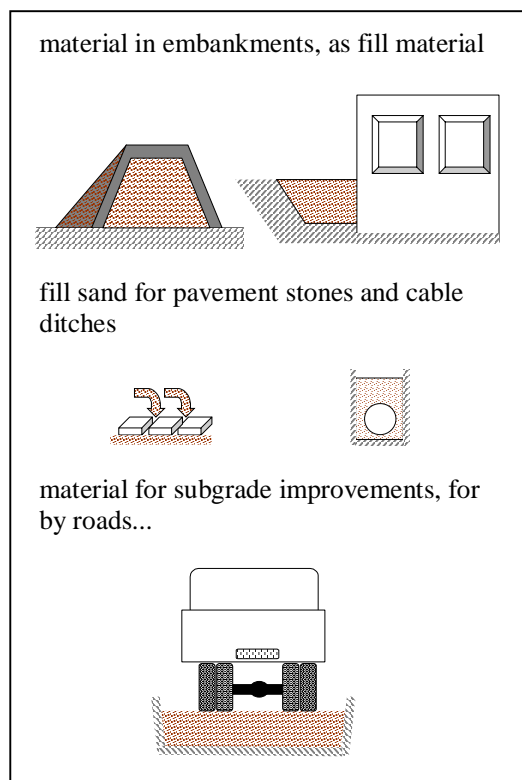 material in embankments, as fill material
fill sand for pavement stones and cable
ditches
material for subgrade improvements, for
by roads...